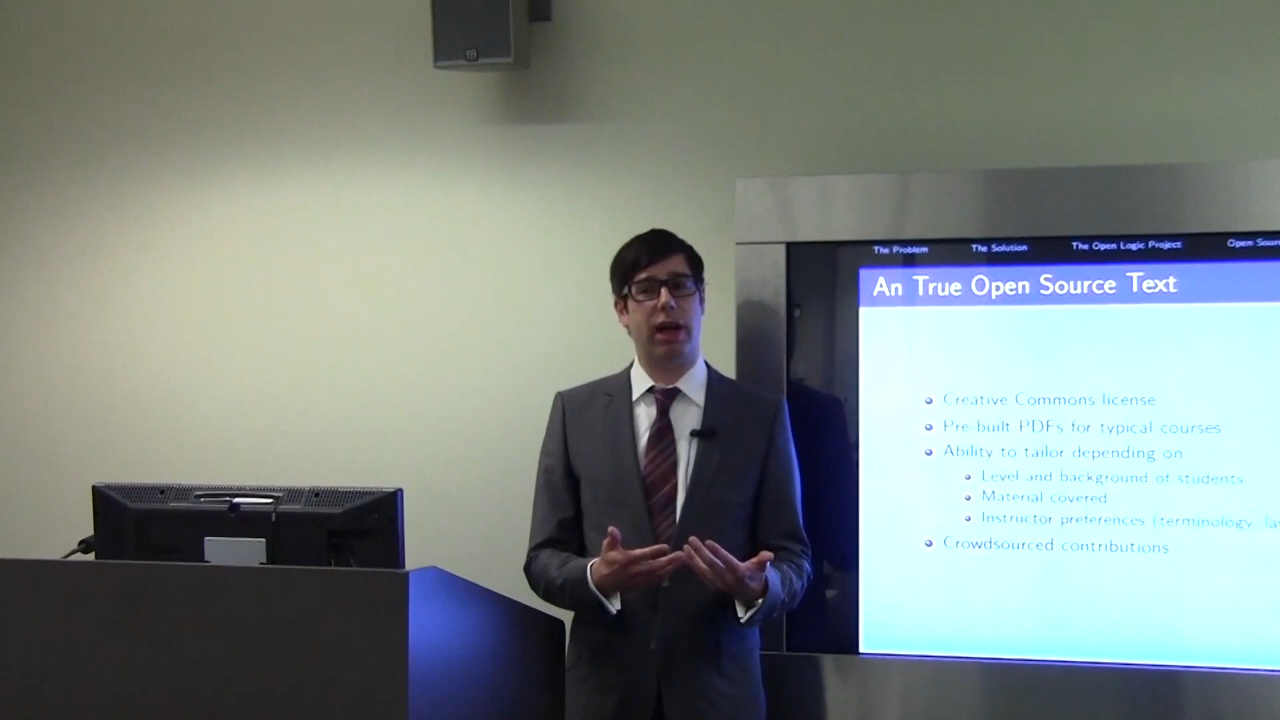 The Problem The Solution The Open Logic Project Open
An True Open Source Text
Creative Commons license
Pre-built PDFs for typical courses
Ability to tailor depending on
Level and background of students
Material covered
Instructor preferences (terminology,
Crowdsourced contributions